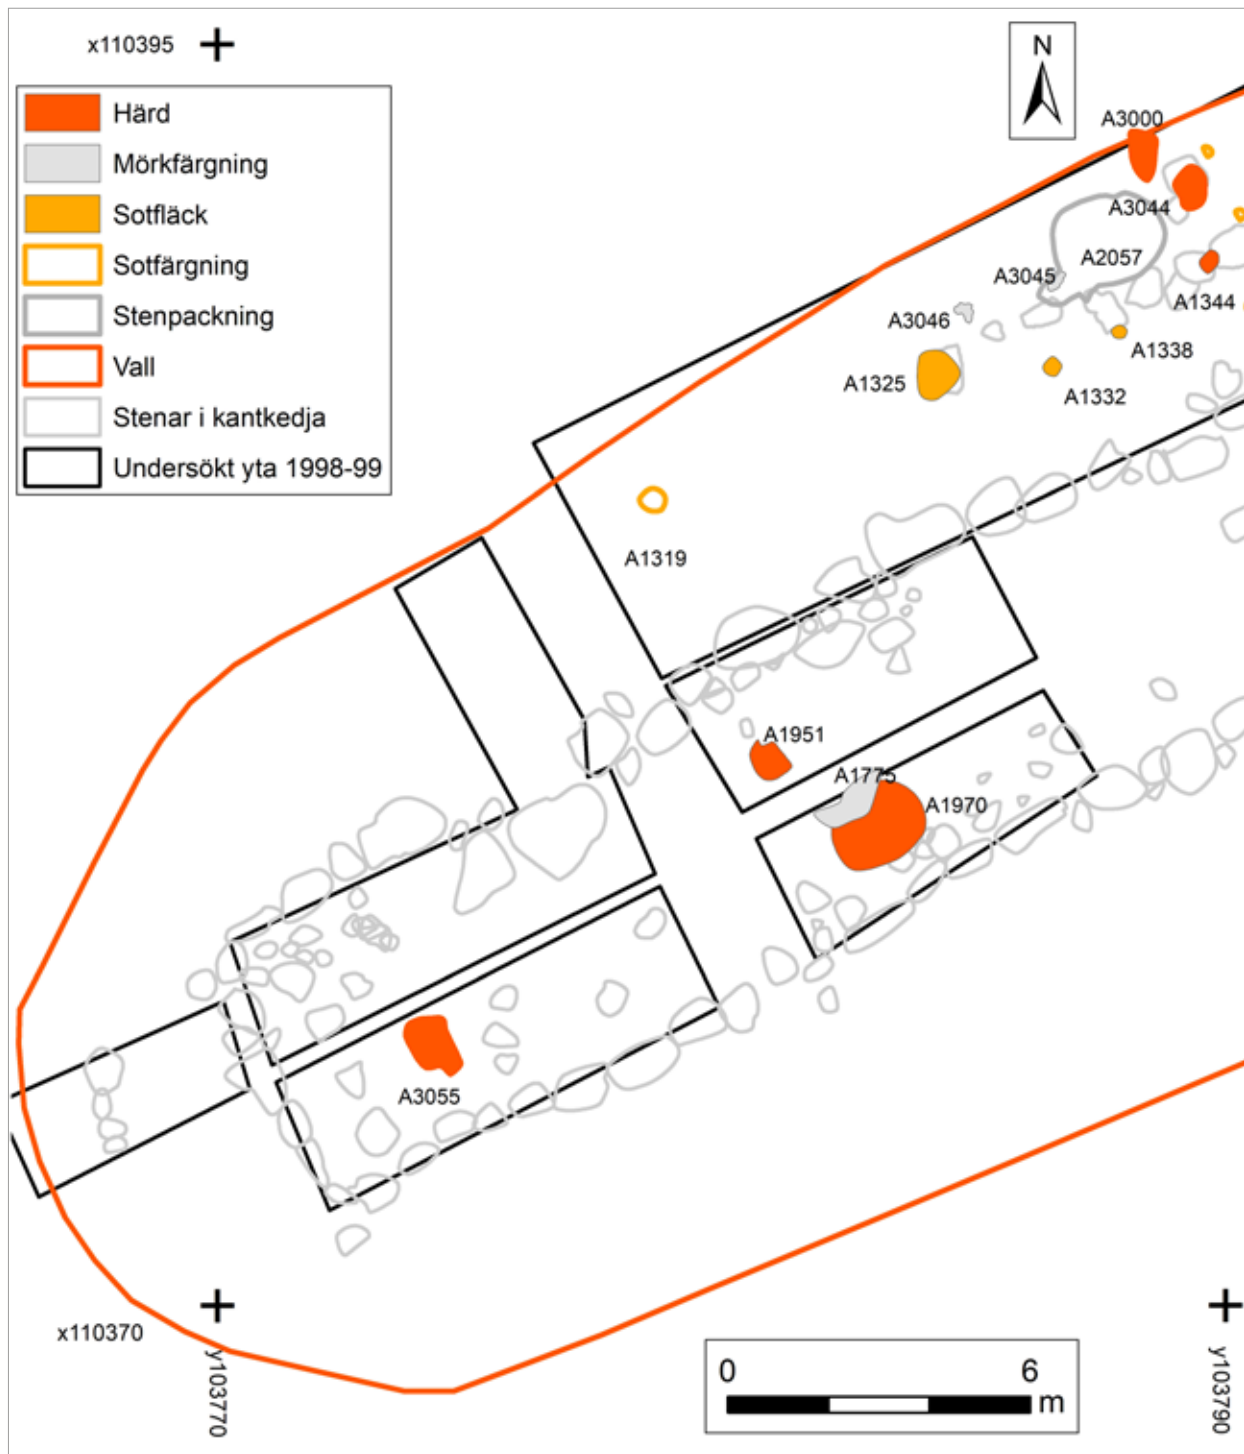 x110395
N
Härd
Mörkfärgning
Sotfläck
Sotfärgning
Stenpackning
Vall
Stenar i kantkedja
Undersökt yta 1998-99
A3000
A3044
A2057
A3045
A1344
A3046
A1338
A1325
A1332
A1319
A1951
A1775
A1970
A3055
x110370
y103770
0 6
m
y103790